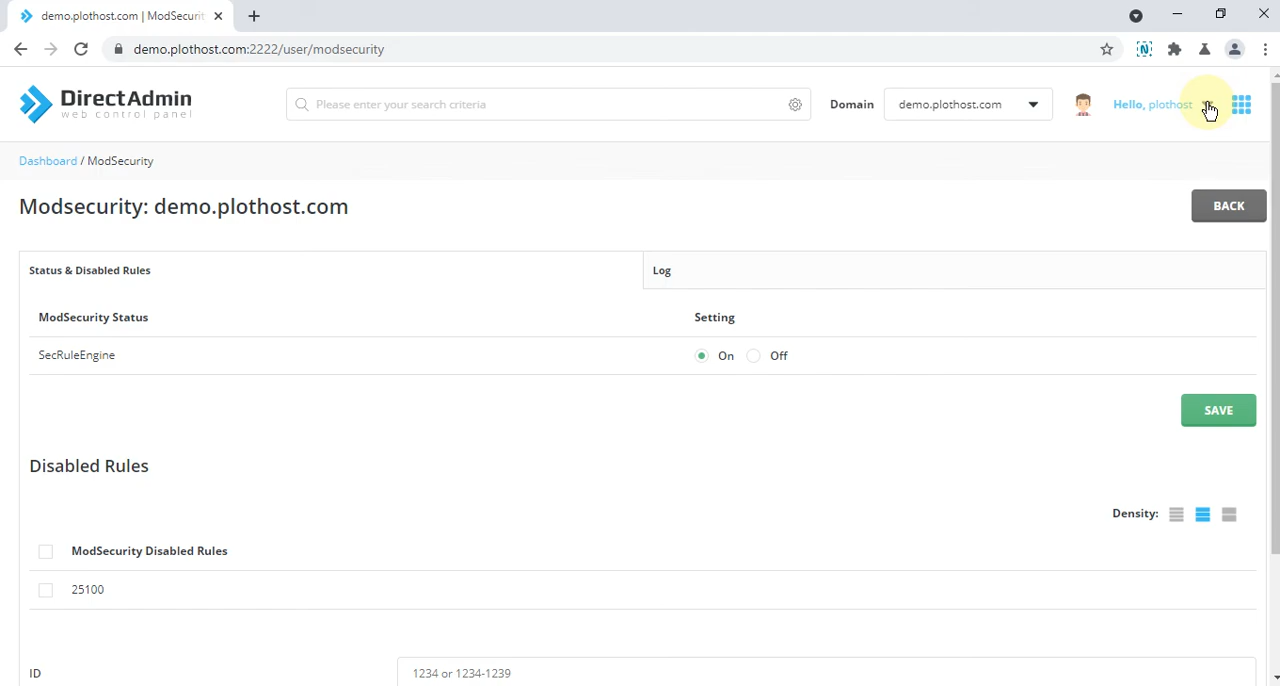 demo.plothost.com | ModSecurit
demo.plothost.com:2222/user/modsecurity
DirectAdmin
web control panel
Please enter your search criteria
Domain
demo.plothost.com
Hello, plothost
Dashboard / ModSecurity
Modsecurity: demo.plothost.com
BACK
Status & Disabled Rules
Log
ModSecurity Status
Setting
SecRuleEngine
On
Off
SAVE
Disabled Rules
Density:
ModSecurity Disabled Rules
25100
ID
1234 or 1234-1239